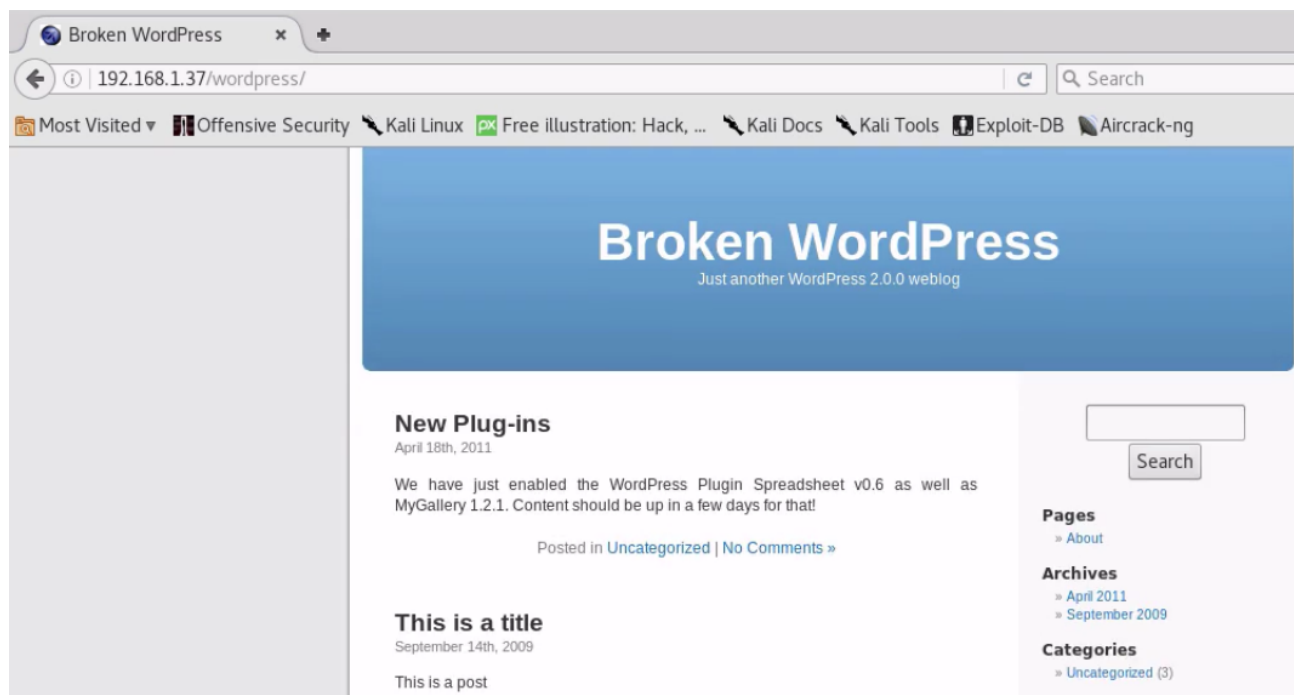 Broken WordPress
192.168.1.37/wordpress/
Search
Most Visited Offensive Security Kali Linux Free illustration: Hack, ... Kali Docs Kali Tools Exploit-DB Aircrack-ng
px
Broken WordPress
Just another WordPress 2.0.0 weblog
New Plug-ins
April 18th, 2011
We have just enabled the WordPress Plugin Spreadsheet v0.6 as well as
MyGallery 1.2.1. Content should be up in a few days for that!
Posted in Uncategorized | No Comments »
This is a title
September 14th, 2009
This is a post
Search
Pages
» About
Archives
» April 2011
» September 2009
Categories
» Uncategorized (3)